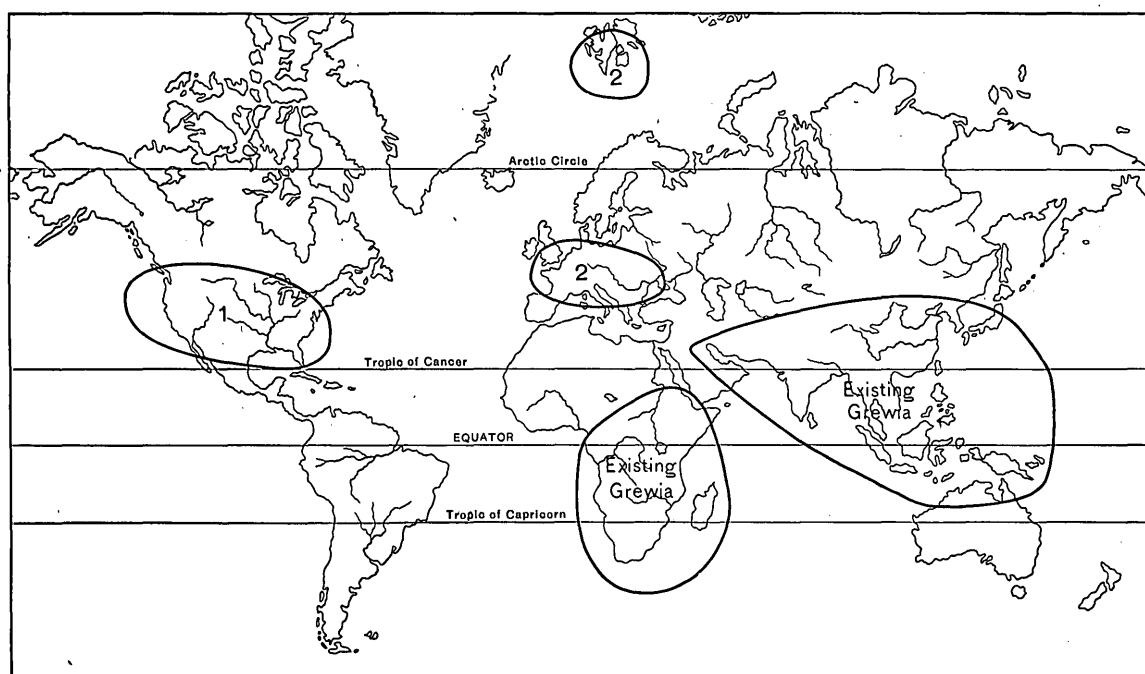 2
Arctic Circle
2
1
Tropic of Cancer
Existing
Grewia
EQUATOR
Existing
Grewia
Tropic of Capricorn